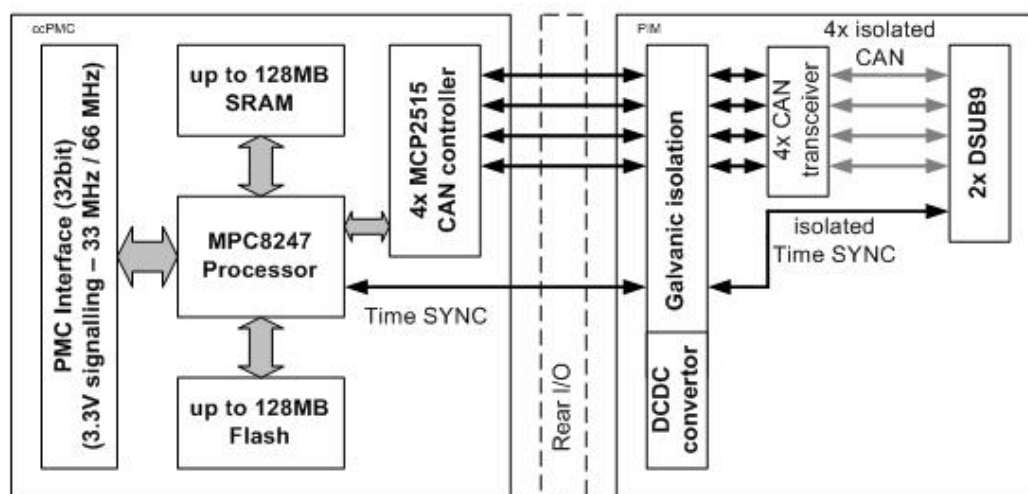 ccPMC
PMC Interface (32bit)
(3.3V signalling – 33 MHz / 66 MHz)
up to 128MB
SRAM
MPC8247
Processor
up to 128MB
Flash
4x MCP2515
CAN controller
Time SYNC
Rear I/O
PIM
Galvanic isolation
DCDC
convertor
4x CAN
transceiver
4x isolated
CAN
isolated
Time SYNC
2x DSUB9